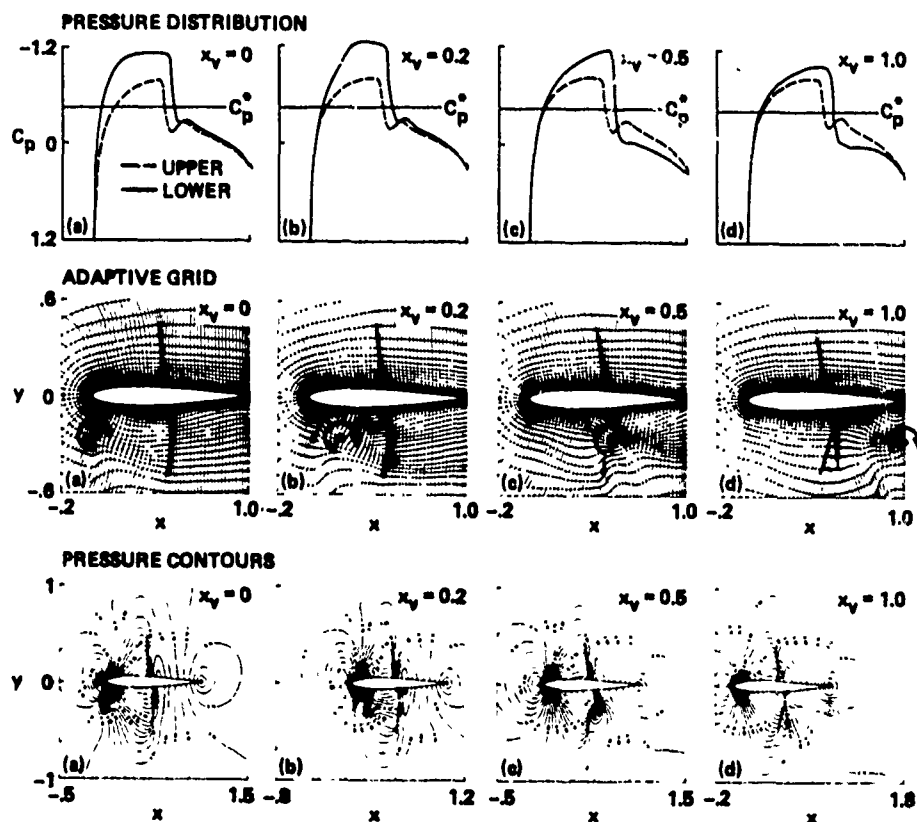 PRESSURE DISTRIBUTION
-1.2
C_p
0
1.2
x_v = 0
C_p*
--- UPPER
— LOWER
(a)
x_v = 0.2
C_p*
(b)
x_v - 0.5
C_p*
(c)
x_v = 1.0
C_p*
(d)
ADAPTIVE GRID
.6
y 0
-.6
x_v = 0
(a)
-.2 1.0
x
x_v = 0.2
(b)
-.2 1.0
x
x_v = 0.5
(c)
-.2 1.0
x
x_v = 1.0
(d)
-.2 1.0
x
PRESSURE CONTOURS
1
y 0
-1
x_v = 0
(a)
-.5 1.5
x
x_v = 0.2
(b)
1.2
x
x_v = 0.5
(c)
-.5 1.5
x
x_v = 1.0
(d)
-.2
x